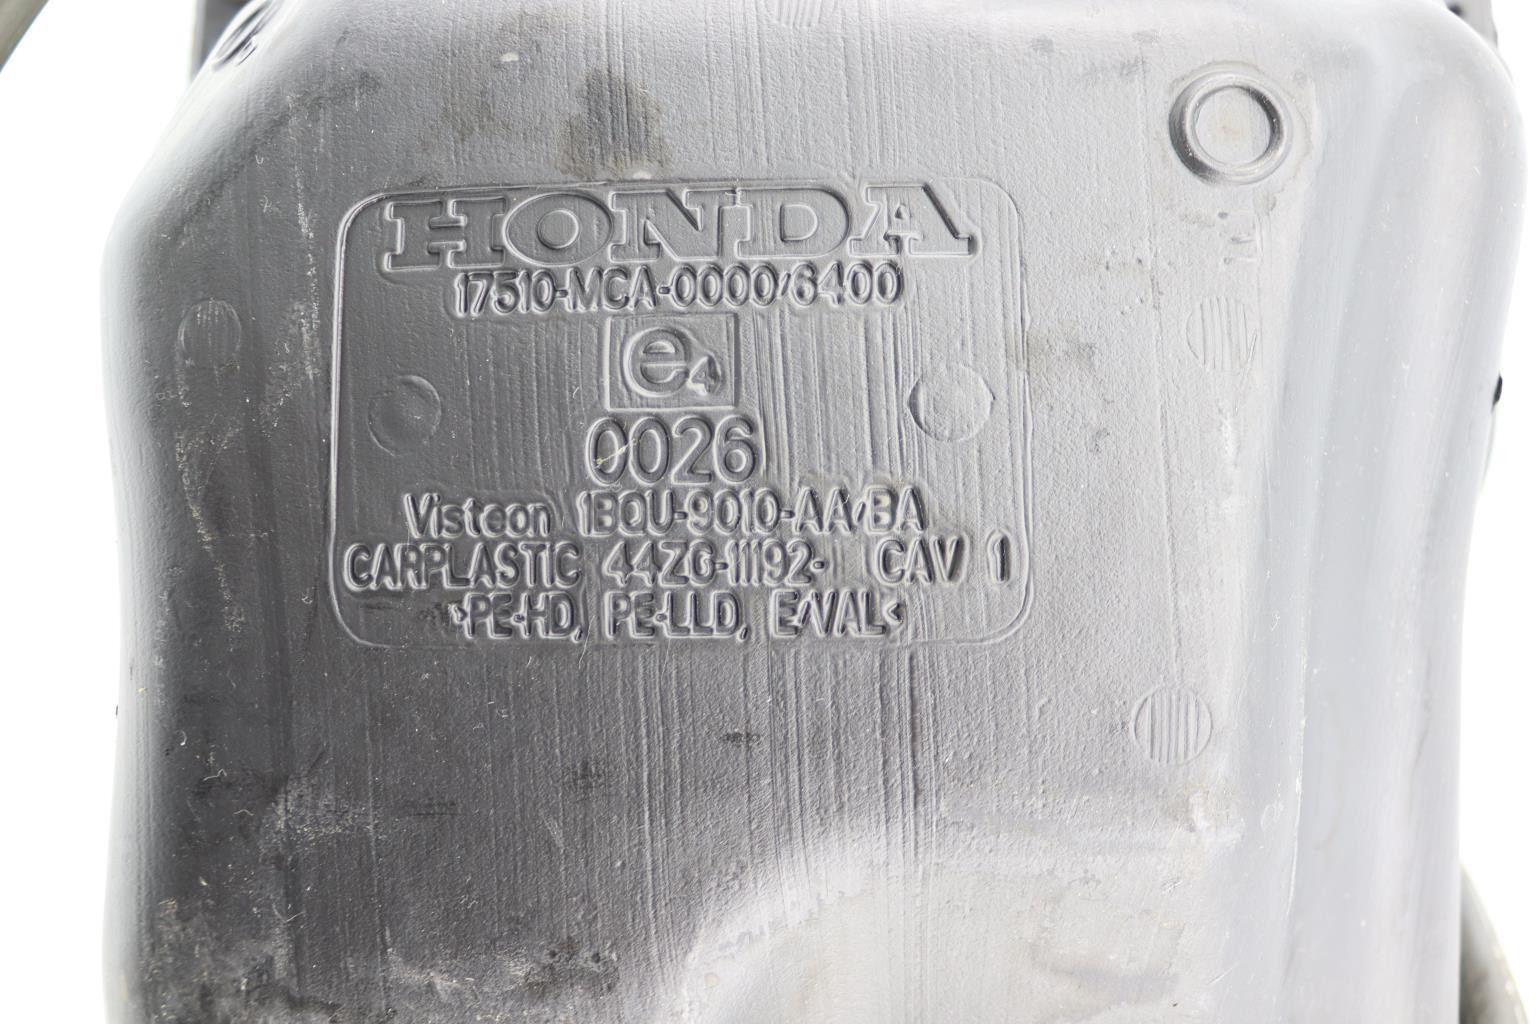 HONDA
17510-MCA-0000/6400
e4
0026
Visteon 1BQU-9010-AA/BA
CARPLASTIC 44ZG-11192- CAV 1
>PE-HD, PE-LLD, E/VAL<